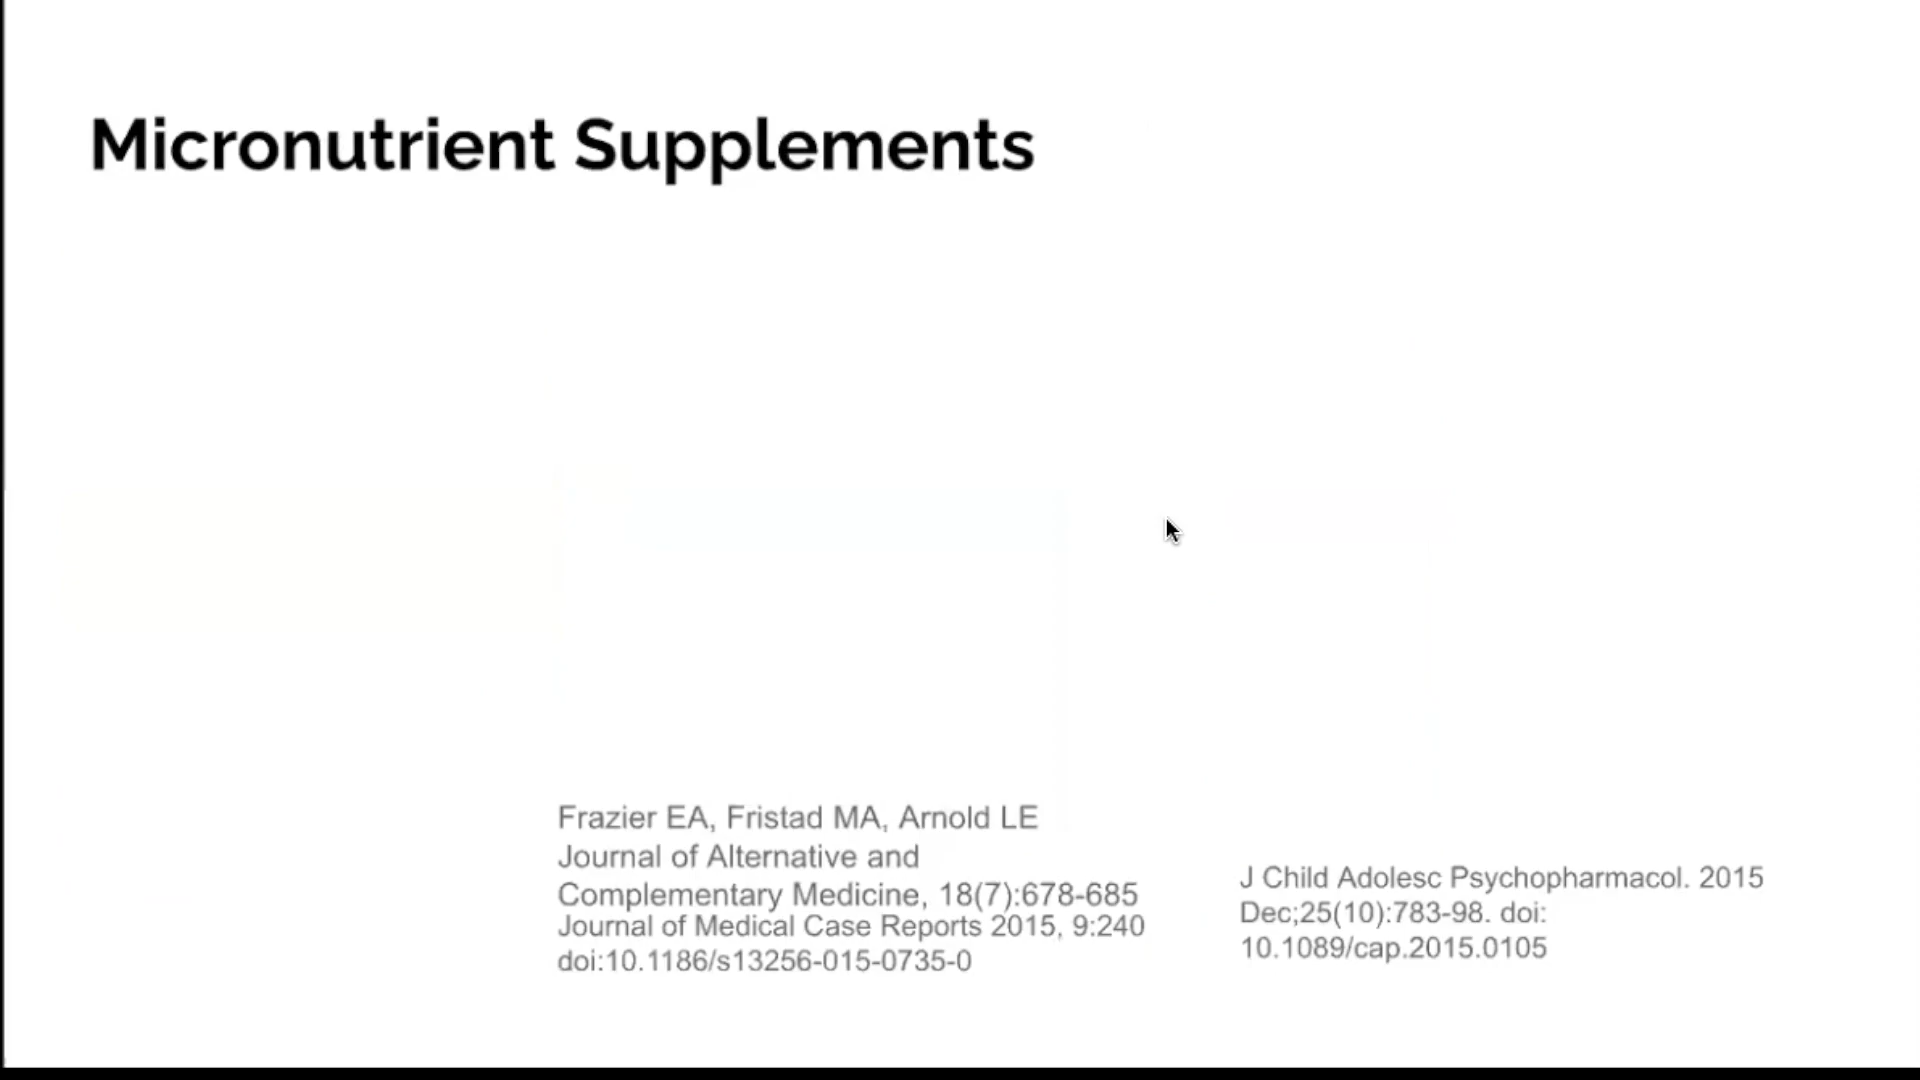 Micronutrient Supplements
Frazier EA, Fristad MA, Arnold LE
Journal of Alternative and
Complementary Medicine, 18(7):678-685
Journal of Medical Case Reports 2015, 9:240
doi:10.1186/s13256-015-0735-0
J Child Adolesc Psychopharmacol. 2015
Dec;25(10):783-98. doi:
10.1089/cap.2015.0105